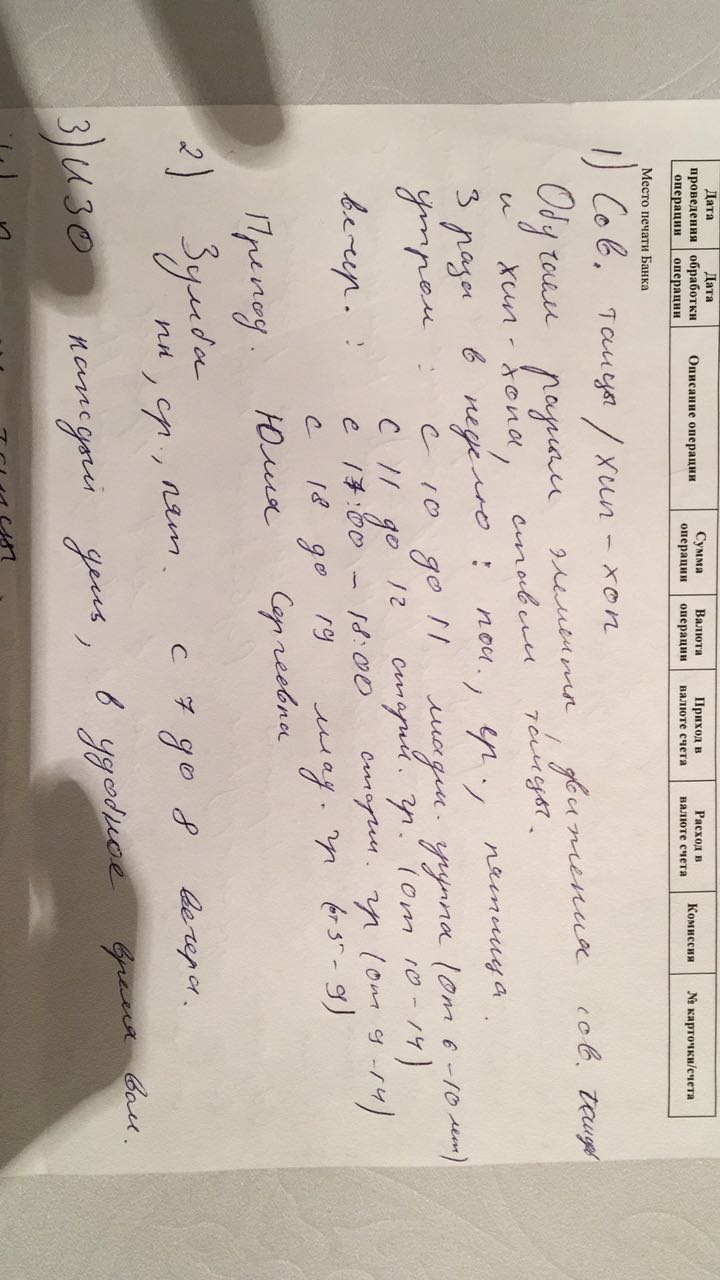 Дата проведения операции
Дата обработки операции
Описание операции
Сумма операции
Валюта операции
Приход в валюте счета
Расход в валюте счета
Комиссия
№ карточки/счета
Место печати Банка
1) Сов. танцы / хип-хоп
Обучаем разным элементы, движения сов. танцы
и хип-хопа, ставим танцы.
3 раза в неделю: пон., ср., пятница.
утром: с 10 до 11 младш. группа (от 6-10 лет)
с 11 до 12 старш. гр. (от 10-14)
вечер.: с 17:00 - 18:00 старш. гр (от 9-14)
с 18 до 19 млад. гр (от 5-9)
Препод. Юлия Сергеевна
2) Зумба
пн, ср., пят. с 7 до 8 вечера.
3) ИЗО каждый день, в удобное время вам.
танцы.